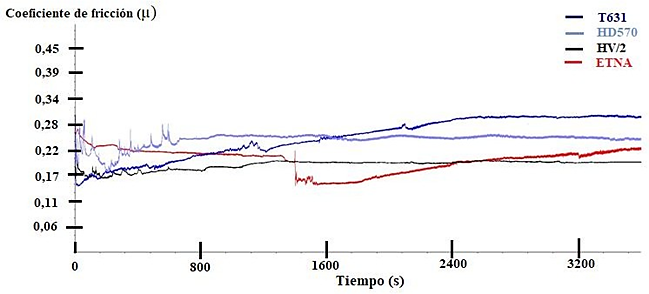 Coeficiente de fricción (μ)
T631
HD570
HV/2
ETNA
0,45
0,39
0,34
0,28
0,22
0,17
0,11
0,06
0 800 1600 2400 3200
Tiempo (s)